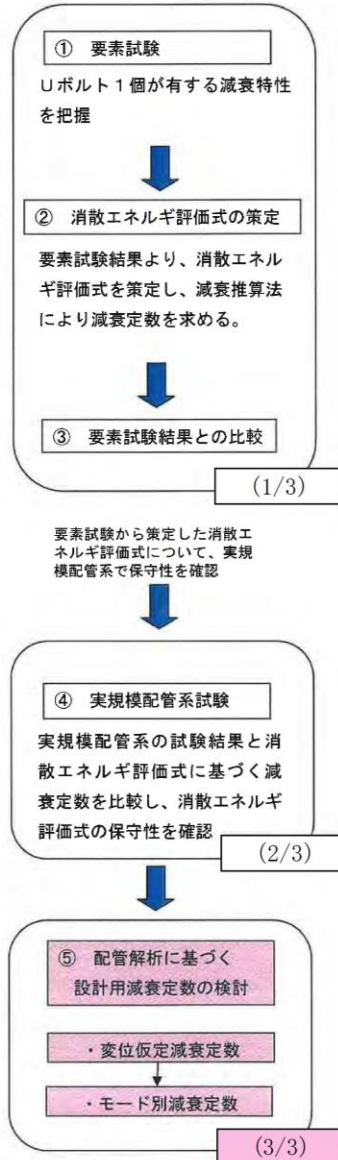 ① 要素試験
Uボルト1個が有する減衰特性
を把握
② 消散エネルギ評価式の策定
要素試験結果より、消散エネル
ギ評価式を策定し、減衰推算法
により減衰定数を求める。
③ 要素試験結果との比較
(1/3)
要素試験から策定した消散エ
ネルギ評価式について、実規
模配管系で保守性を確認
④ 実規模配管系試験
実規模配管系の試験結果と消
散エネルギ評価式に基づく減
衰定数を比較し、消散エネルギ
評価式の保守性を確認
(2/3)
⑤ 配管解析に基づく
設計用減衰定数の検討
・変位仮定減衰定数
・モード別減衰定数
(3/3)